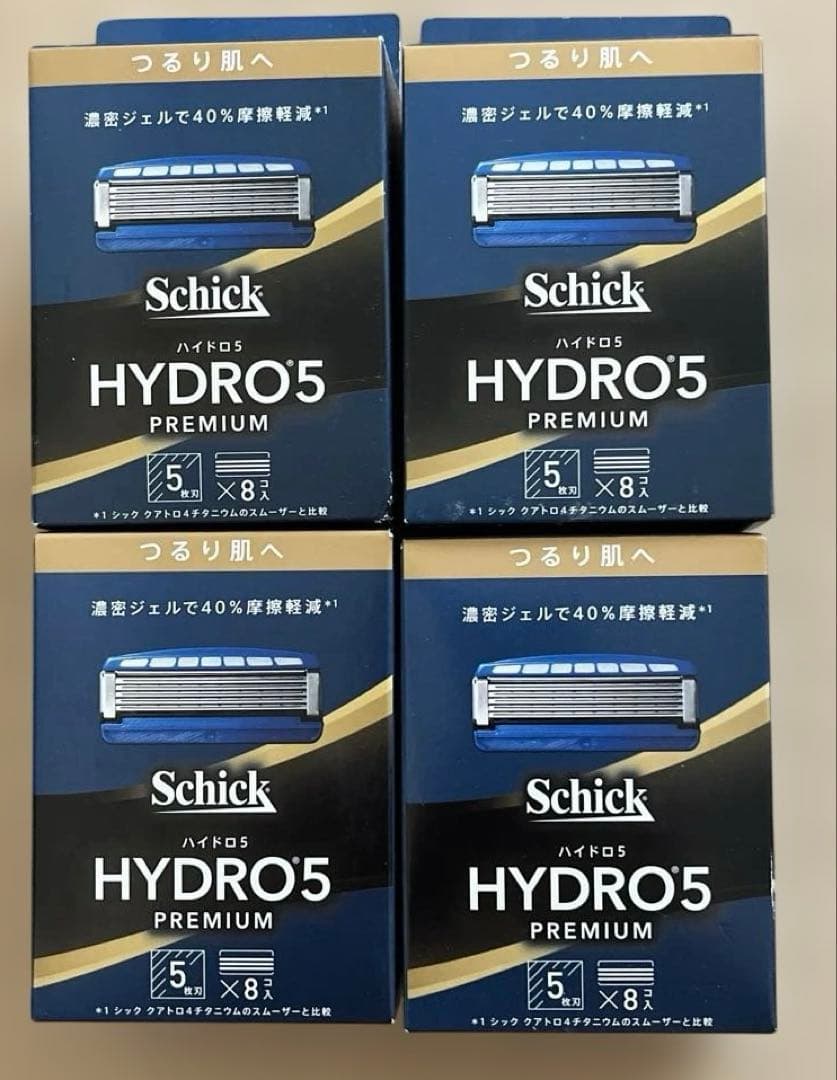 つるり肌へ
濃密ジェルで40%摩擦軽減*1
Schick
ハイドロ5
HYDRO®5
PREMIUM
5枚刃 ×8コ入
*1 シック クアトロ4チタニウムのスムーザーと比較
つるり肌へ
濃密ジェルで40%摩擦軽減*1
Schick
ハイドロ5
HYDRO®5
PREMIUM
5枚刃 ×8コ入
*1 シック クアトロ4チタニウムのスムーザーと比較
つるり肌へ
濃密ジェルで40%摩擦軽減*1
Schick
ハイドロ5
HYDRO®5
PREMIUM
5枚刃 ×8コ入
*1 シック クアトロ4チタニウムのスムーザーと比較
つるり肌へ
濃密ジェルで40%摩擦軽減*1
Schick
ハイドロ5
HYDRO®5
PREMIUM
5枚刃 ×8コ入
*1 シック クアトロ4チタニウムのスムーザーと比較